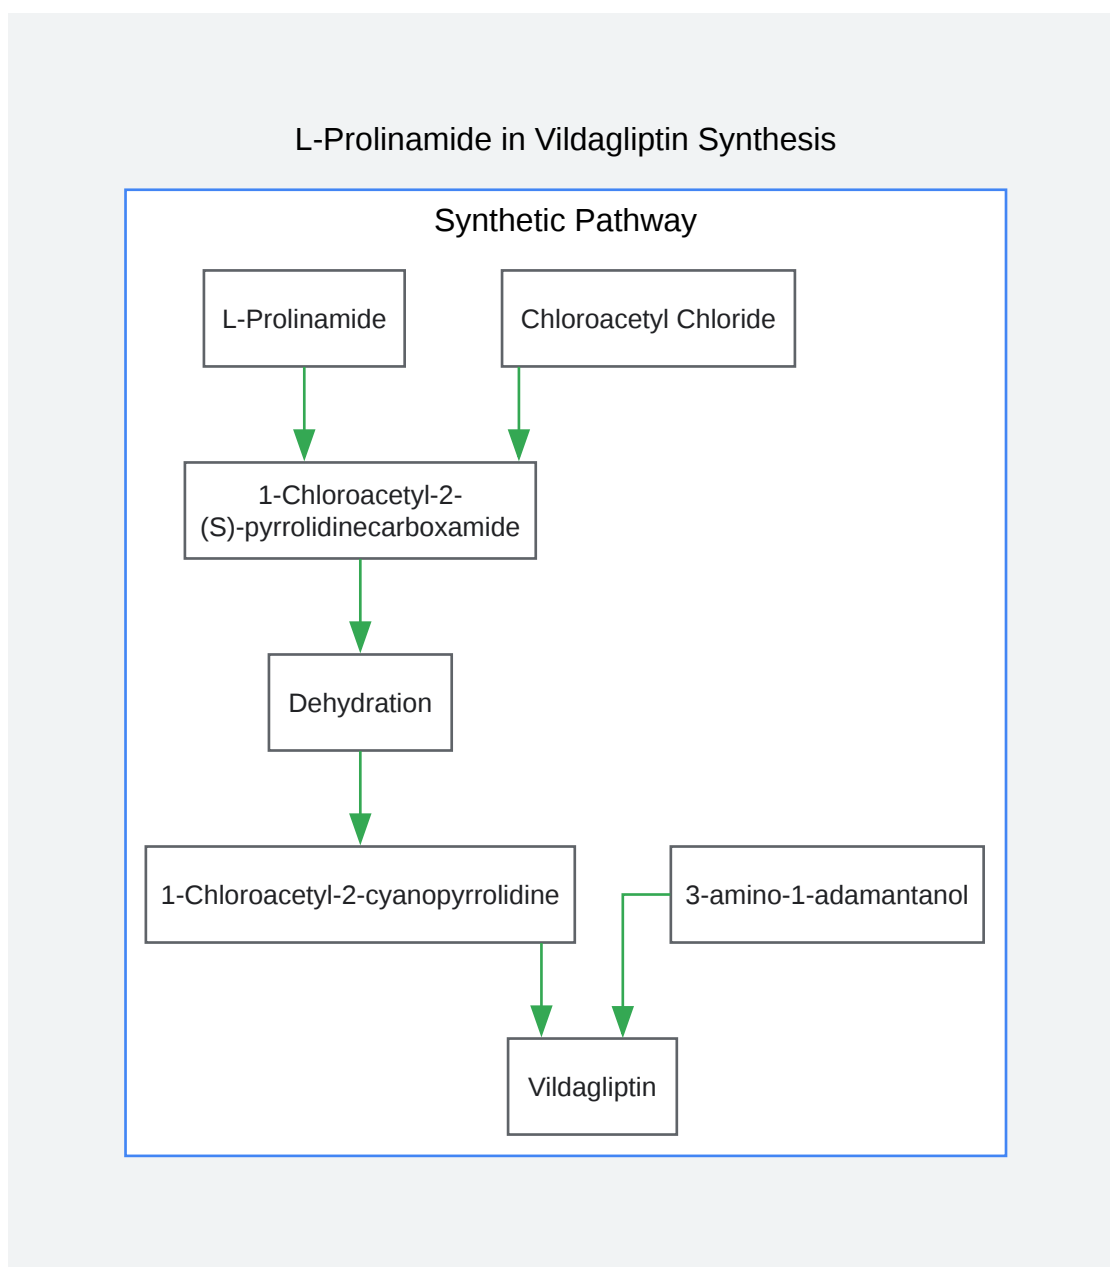 L-Prolinamide in Vildagliptin Synthesis
Synthetic Pathway
L-Prolinamide
Chloroacetyl Chloride
1-Chloroacetyl-2-
(S)-pyrrolidinecarboxamide
Dehydration
1-Chloroacetyl-2-cyanopyrrolidine
3-amino-1-adamantanol
Vildagliptin